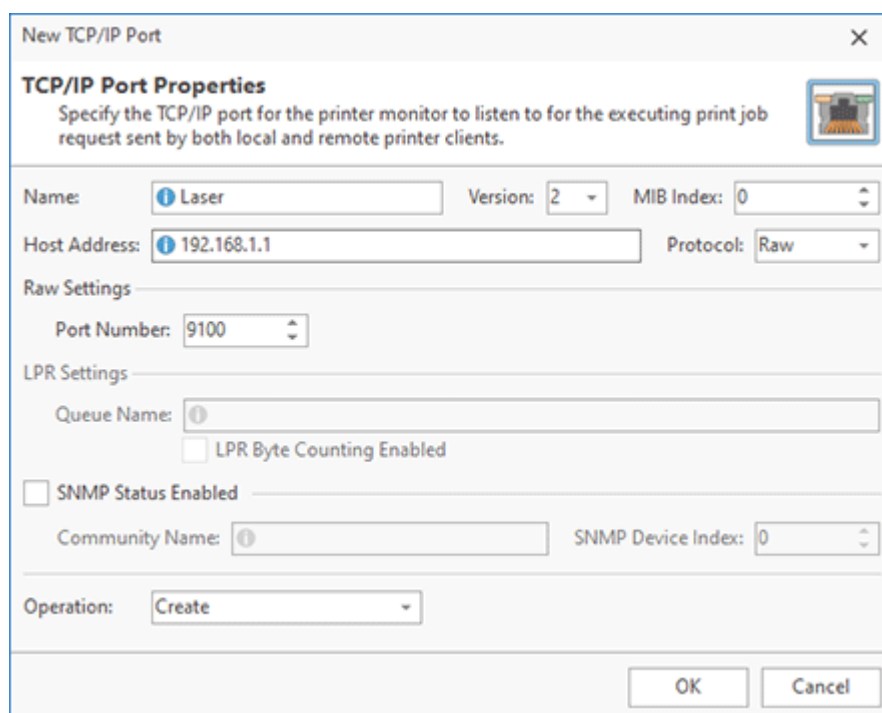 New TCP/IP Port
TCP/IP Port Properties
Specify the TCP/IP port for the printer monitor to listen to for the executing print job
request sent by both local and remote printer clients.
Name: Laser Version: 2 MIB Index: 0
Host Address: 192.168.1.1 Protocol: Raw
Raw Settings
Port Number: 9100
LPR Settings
Queue Name:
LPR Byte Counting Enabled
SNMP Status Enabled
Community Name: SNMP Device Index: 0
Operation: Create
OK Cancel